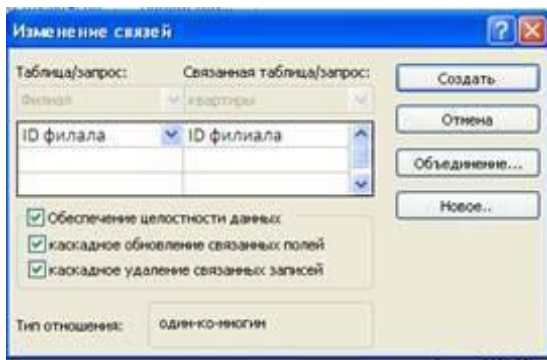 Изменение связей
Таблица/запрос: Связанная таблица/запрос:
Филиал квартиры
ID филала ID филиала
Обеспечение целостности данных
каскадное обновление связанных полей
каскадное удаление связанных записей
Тип отношения: один-ко-многим
Создать
Отмена
Объединение...
Новое..